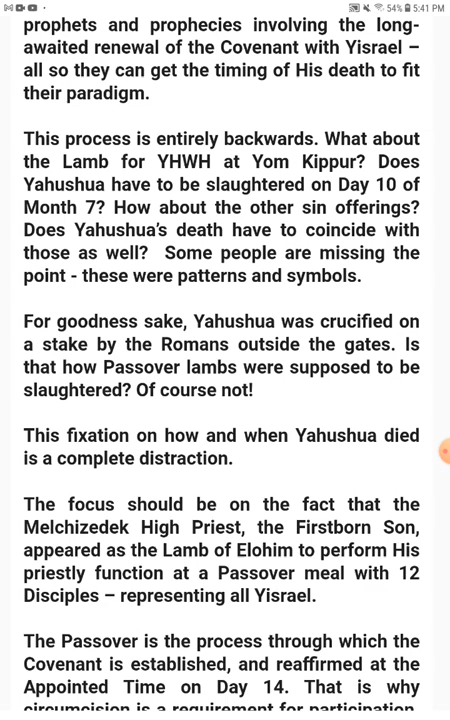 54% 5:41 PM
prophets and prophecies involving the long-
awaited renewal of the Covenant with Yisrael –
all so they can get the timing of His death to fit
their paradigm.
This process is entirely backwards. What about
the Lamb for YHWH at Yom Kippur? Does
Yahushua have to be slaughtered on Day 10 of
Month 7? How about the other sin offerings?
Does Yahushua's death have to coincide with
those as well? Some people are missing the
point - these were patterns and symbols.
For goodness sake, Yahushua was crucified on
a stake by the Romans outside the gates. Is
that how Passover lambs were supposed to be
slaughtered? Of course not!
This fixation on how and when Yahushua died
is a complete distraction.
The focus should be on the fact that the
Melchizedek High Priest, the Firstborn Son,
appeared as the Lamb of Elohim to perform His
priestly function at a Passover meal with 12
Disciples – representing all Yisrael.
The Passover is the process through which the
Covenant is established, and reaffirmed at the
Appointed Time on Day 14. That is why
circumcision is a requirement for participation.